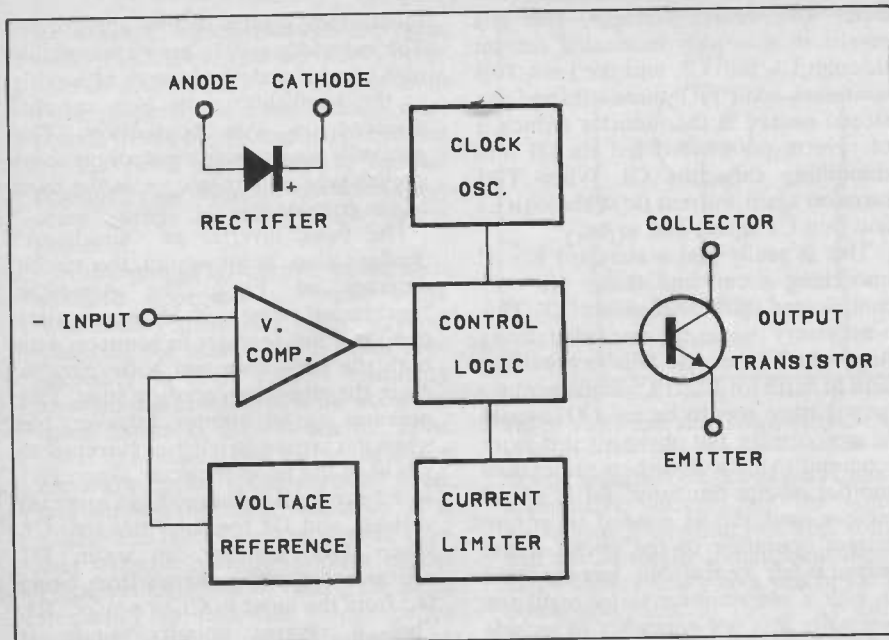 ANODE CATHODE
+
RECTIFIER
CLOCK
OSC.
COLLECTOR
- INPUT
V.
COMP.
CONTROL
LOGIC
OUTPUT
TRANSISTOR
EMITTER
VOLTAGE
REFERENCE
CURRENT
LIMITER